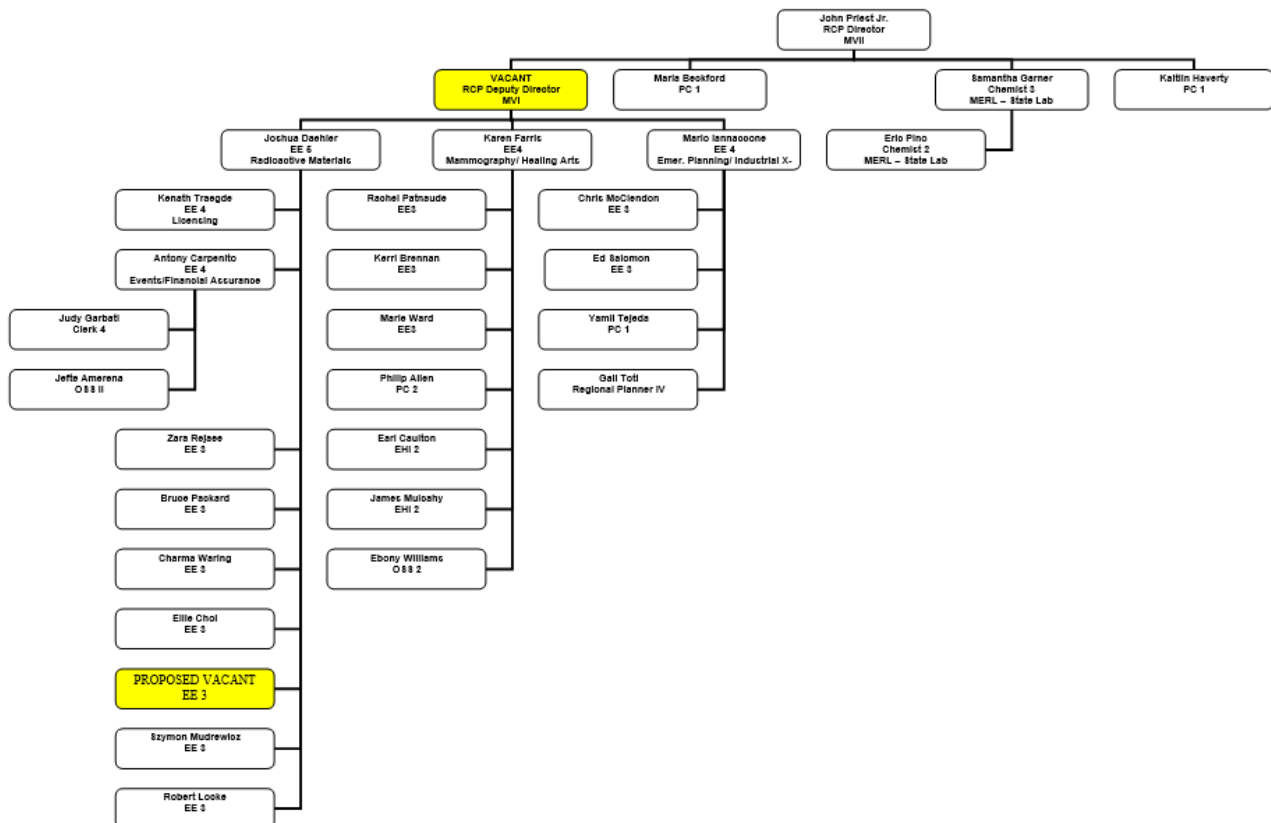 John Priest Jr.
RCP Director
MVII
VACANT
RCP Deputy Director
MVI
Maria Beckford
PC 1
Samantha Garner
Chemist 3
MERL – State Lab
Kaitlin Haverty
PC 1
Joshua Daehler
EE 5
Radioactive Materials
Karen Farris
EE4
Mammography/ Healing Arts
Mario Iannaccone
EE 4
Emer. Planning/ Industrial X-
Eric Pino
Chemist 2
MERL – State Lab
Kenath Traegde
EE 4
Licensing
Rachel Patnaude
EE3
Chris McClendon
EE 3
Antony Carpenito
EE 4
Events/Financial Assurance
Kerri Brennan
EE3
Ed Salomon
EE 3
Judy Garbati
Clerk 4
Marie Ward
EE3
Yamil Tejeda
PC 1
Jefte Amerena
OSS II
Philip Allen
PC 2
Gail Toti
Regional Planner IV
Zara Rejaee
EE 3
Earl Caulton
EHI 2
Bruce Packard
EE 3
James Mulcahy
EHI 2
Charma Waring
EE 3
Ebony Williams
OSS 2
Ellie Choi
EE 3
PROPOSED VACANT
EE 3
Szymon Mudrewicz
EE 3
Robert Locke
EE 3